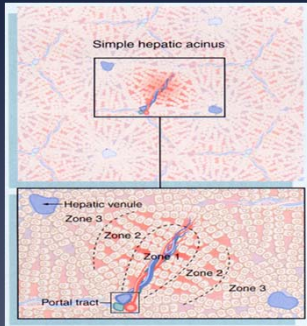 Simple hepatic acinus
Hepatic venule
Zone 3
Zone 2
Zone 1
Zone 2
Zone 3
Portal tract